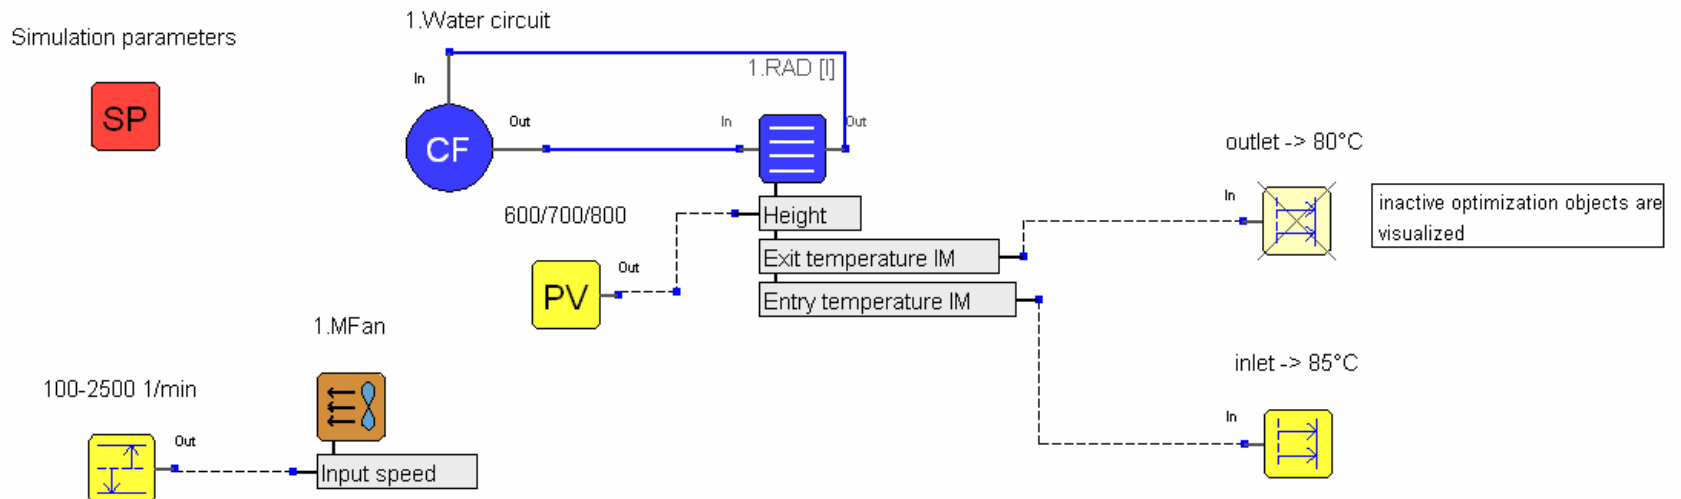 1.Water circuit
Simulation parameters
SP
In
1.RAD [I]
CF
Out
In
Out
outlet -> 80°C
In
inactive optimization objects are
visualized
600/700/800
Height
Exit temperature IM
Entry temperature IM
PV
Out
1.MFan
inlet -> 85°C
In
100-2500 1/min
Out
Input speed